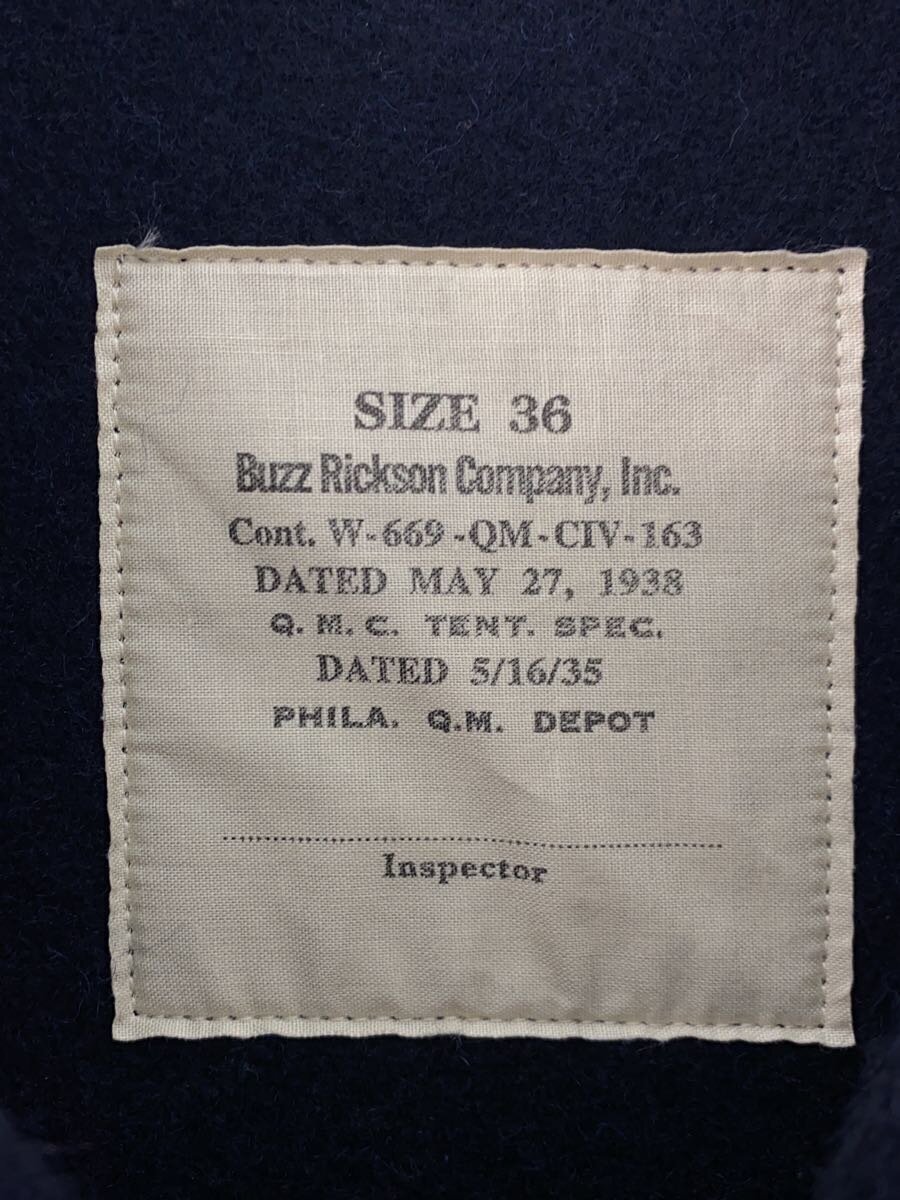 SIZE 36
Buzz Rickson Company, Inc.
Cont. W-669-QM-CIV-163
DATED MAY 27, 1938
Q.M.C. TENT. SPEC.
DATED 5/16/35
PHILA. Q.M. DEPOT
Inspector